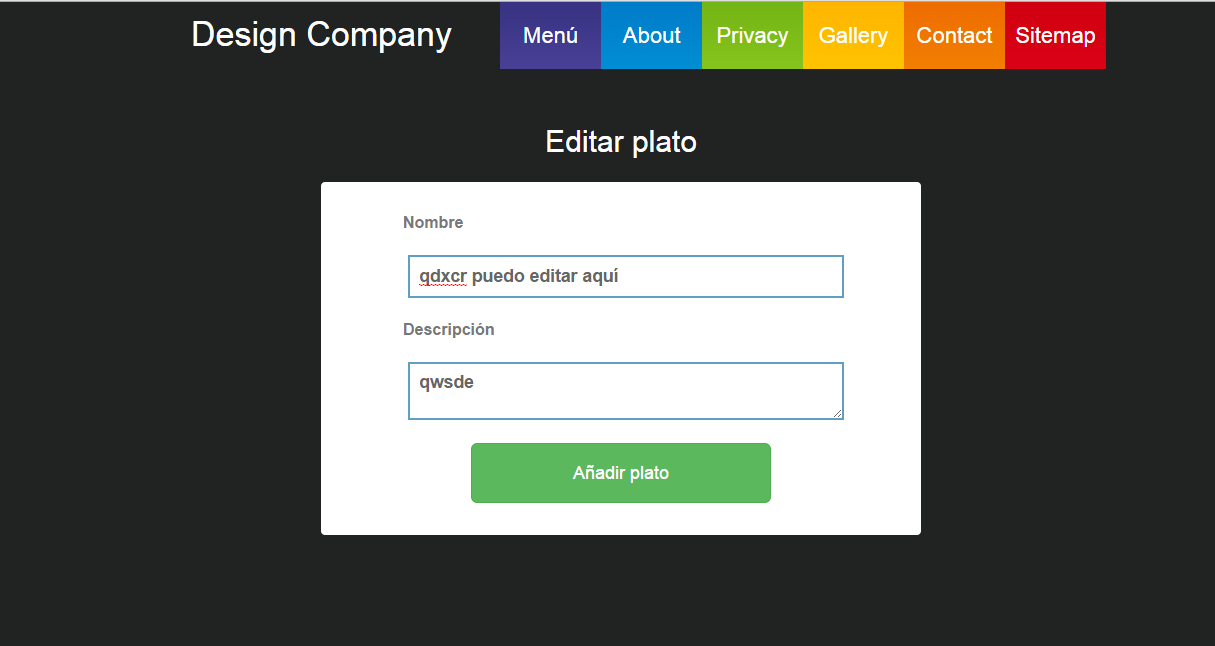 Design Company
Menú About Privacy Gallery Contact Sitemap
Editar plato
Nombre
qdxcr puedo editar aquí
Descripción
qwsde
Añadir plato